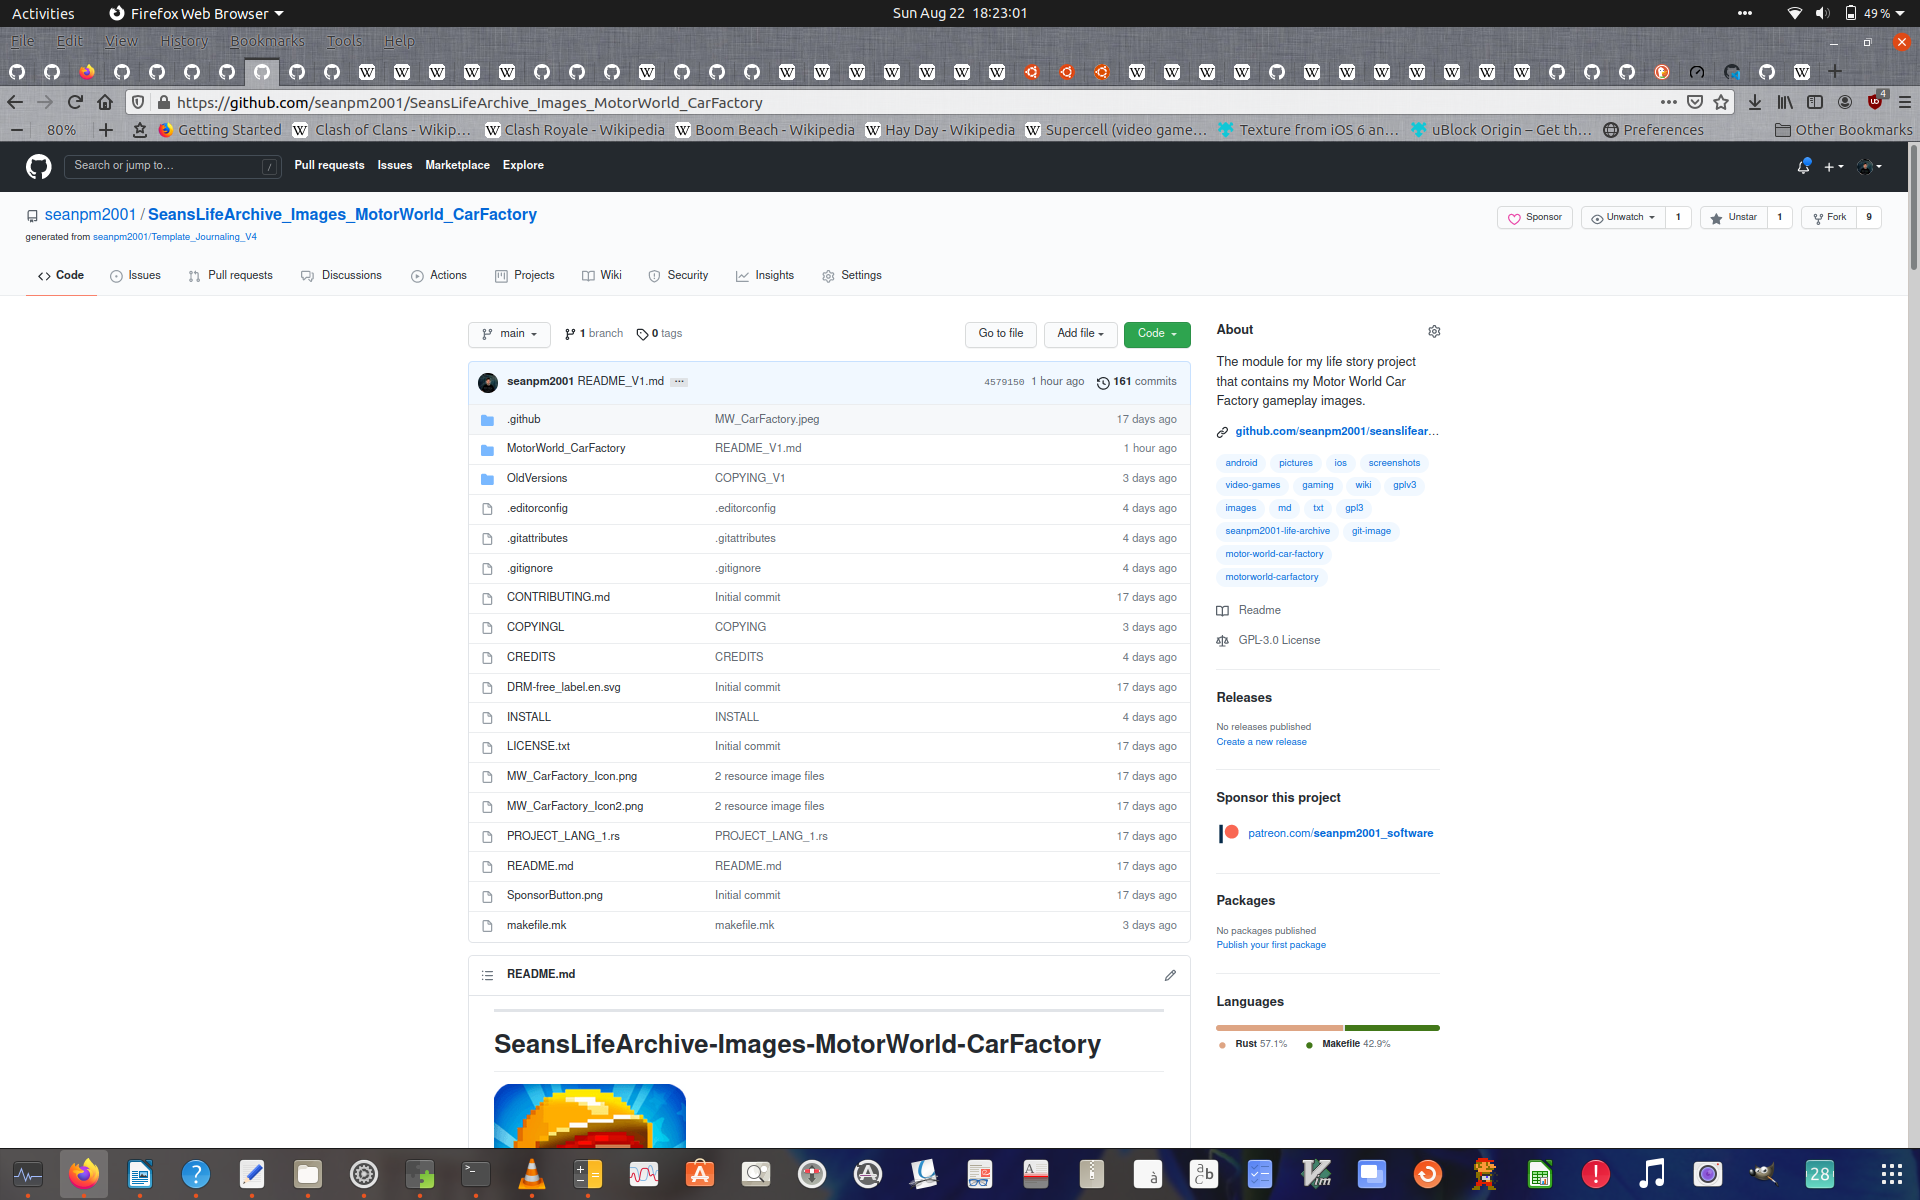 Activities Firefox Web Browser Sun Aug 22 18:23:01 49 %
File Edit View History Bookmarks Tools Help
https://github.com/seanpm2001/SeansLifeArchive_Images_MotorWorld_CarFactory 4
80% Getting Started Clash of Clans - Wikip… Clash Royale - Wikipedia Boom Beach - Wikipedia Hay Day - Wikipedia Supercell (video game… Texture from iOS 6 an… uBlock Origin – Get th… Preferences Other Bookmarks
Search or jump to… / Pull requests Issues Marketplace Explore
seanpm2001 / SeansLifeArchive_Images_MotorWorld_CarFactory Sponsor Unwatch 1 Unstar 1 Fork 9
generated from seanpm2001/Template_Journaling_V4
Code Issues Pull requests Discussions Actions Projects Wiki Security Insights Settings
main 1 branch 0 tags Go to file Add file Code
seanpm2001 README_V1.md ... 4579150 1 hour ago 161 commits
.github MW_CarFactory.jpeg 17 days ago
MotorWorld_CarFactory README_V1.md 1 hour ago
OldVersions COPYING_V1 3 days ago
.editorconfig .editorconfig 4 days ago
.gitattributes .gitattributes 4 days ago
.gitignore .gitignore 4 days ago
CONTRIBUTING.md Initial commit 17 days ago
COPYINGL COPYING 3 days ago
CREDITS CREDITS 4 days ago
DRM-free_label.en.svg Initial commit 17 days ago
INSTALL INSTALL 4 days ago
LICENSE.txt Initial commit 17 days ago
MW_CarFactory_Icon.png 2 resource image files 17 days ago
MW_CarFactory_Icon2.png 2 resource image files 17 days ago
PROJECT_LANG_1.rs PROJECT_LANG_1.rs 17 days ago
README.md README.md 17 days ago
SponsorButton.png Initial commit 17 days ago
makefile.mk makefile.mk 3 days ago
README.md
SeansLifeArchive-Images-MotorWorld-CarFactory
About
The module for my life story project
that contains my Motor World Car
Factory gameplay images.
github.com/seanpm2001/seanslifear…
android pictures ios screenshots
video-games gaming wiki gplv3
images md txt gpl3
seanpm2001-life-archive git-image
motor-world-car-factory
motorworld-carfactory
Readme
GPL-3.0 License
Releases
No releases published
Create a new release
Sponsor this project
patreon.com/seanpm2001_software
Packages
No packages published
Publish your first package
Languages
Rust 57.1% Makefile 42.9%
28